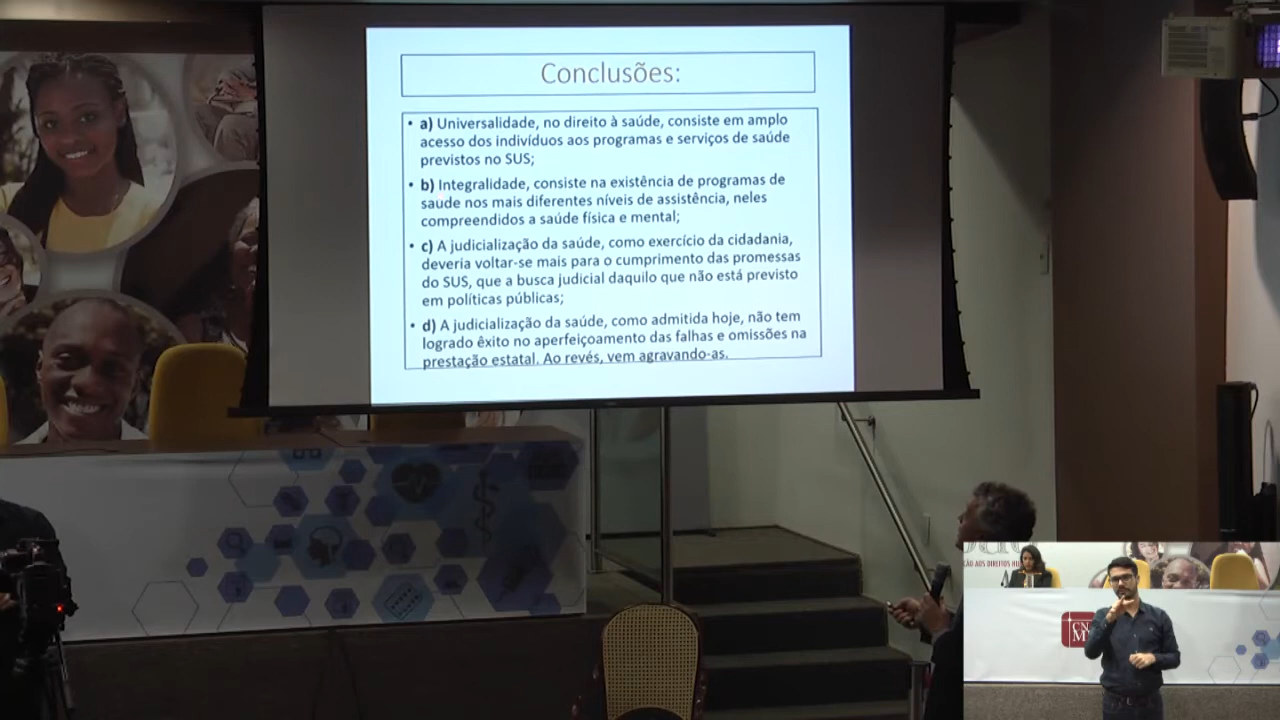 Conclusões:
• a) Universalidade, no direito à saúde, consiste em amplo
acesso dos indivíduos aos programas e serviços de saúde
previstos no SUS;
• b) Integralidade, consiste na existência de programas de
saúde nos mais diferentes níveis de assistência, neles
compreendidos a saúde física e mental;
• c) A judicialização da saúde, como exercício da cidadania,
deveria voltar-se mais para o cumprimento das promessas
do SUS, que a busca judicial daquilo que não está previsto
em políticas públicas;
• d) A judicialização da saúde, como admitida hoje, não tem
logrado êxito no aperfeiçoamento das falhas e omissões na
prestação estatal. Ao revés, vem agravando-as.
AOS DIREITOS
CN